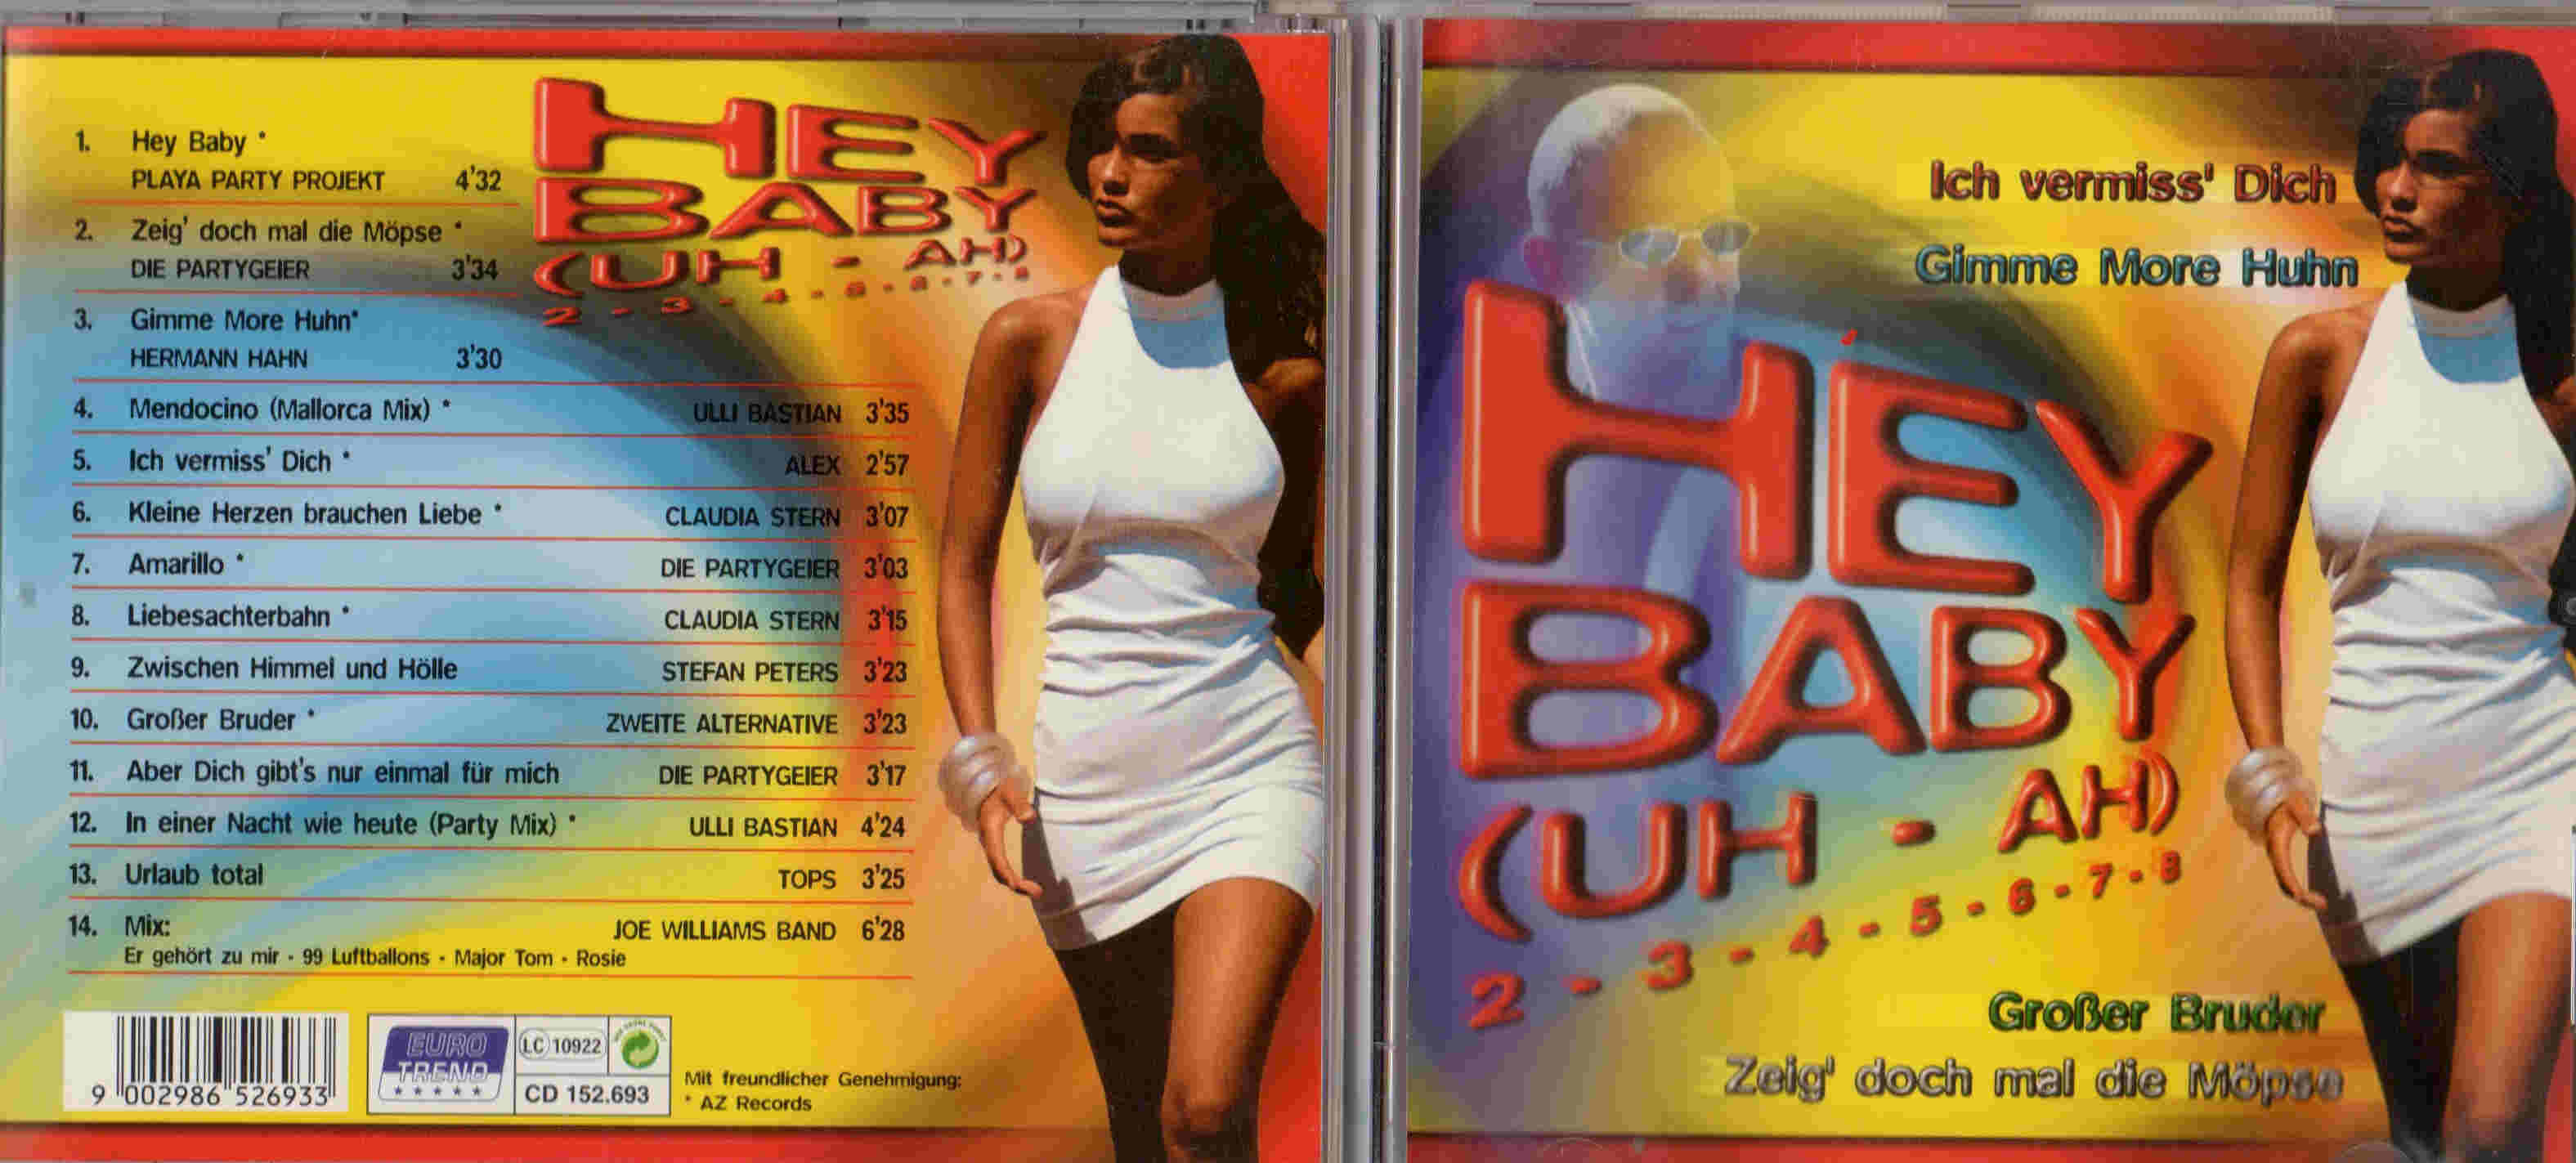 1. Hey Baby *
PLAYA PARTY PROJEKT 4'32
2. Zeig' doch mal die Möpse *
DIE PARTYGEIER 3'34
3. Gimme More Huhn*
HERMANN HAHN 3'30
4. Mendocino (Mallorca Mix) * ULLI BASTIAN 3'35
5. Ich vermiss' Dich * ALEX 2'57
6. Kleine Herzen brauchen Liebe * CLAUDIA STERN 3'07
7. Amarillo * DIE PARTYGEIER 3'03
8. Liebesachterbahn * CLAUDIA STERN 3'15
9. Zwischen Himmel und Hölle STEFAN PETERS 3'23
10. Großer Bruder * ZWEITE ALTERNATIVE 3'23
11. Aber Dich gibt's nur einmal für mich DIE PARTYGEIER 3'17
12. In einer Nacht wie heute (Party Mix) * ULLI BASTIAN 4'24
13. Urlaub total TOPS 3'25
14. Mix: JOE WILLIAMS BAND 6'28
Er gehört zu mir · 99 Luftballons · Major Tom · Rosie
HEY
BABY
(UH - AH)
2 - 3 - 4 - 5 - 6 - 7 - 8
9 002986 526933
EURO
TREND
LC 10922
CD 152.693
Mit freundlicher Genehmigung:
* AZ Records
Ich vermiss' Dich
Gimme More Huhn
HEY
BABY
(UH - AH)
2 - 3 - 4 - 5 - 6 - 7 - 8
Großer Bruder
Zeig' doch mal die Möpse